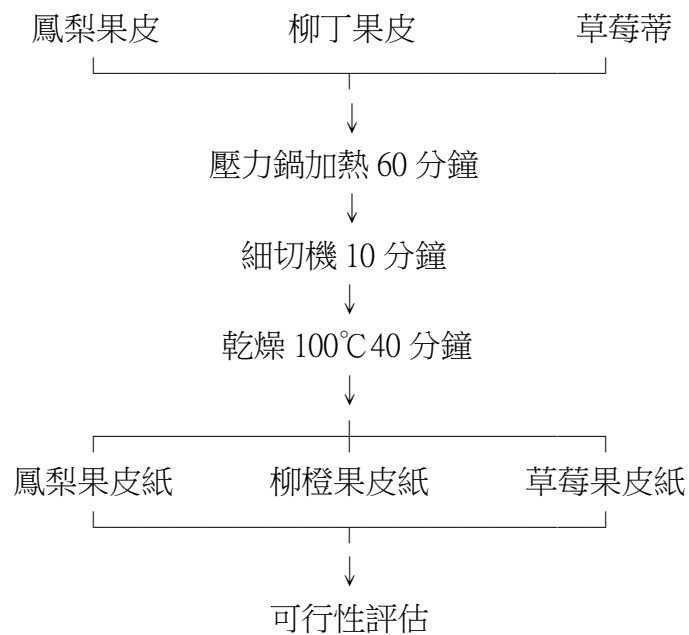 鳳梨果皮 柳丁果皮 草莓蒂
壓力鍋加熱 60 分鐘
細切機 10 分鐘
乾燥 100℃40 分鐘
鳳梨果皮紙 柳橙果皮紙 草莓果皮紙
可行性評估